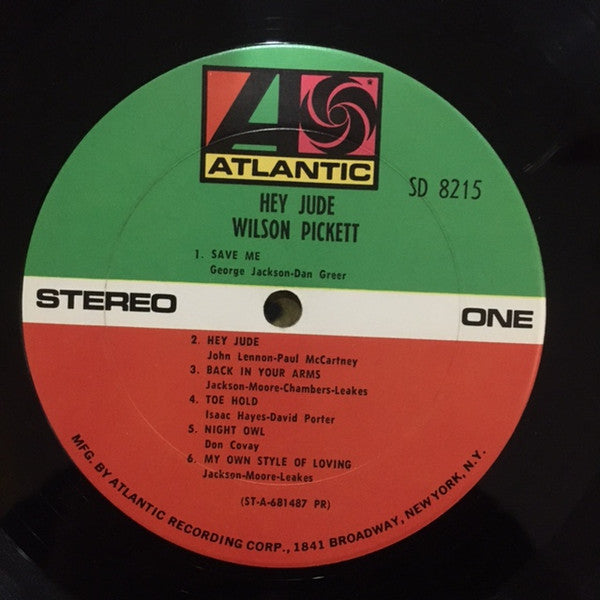 ATLANTIC
SD 8215
HEY JUDE
WILSON PICKETT
1. SAVE ME
George Jackson-Dan Greer
STEREO ONE
2. HEY JUDE
John Lennon-Paul McCartney
3. BACK IN YOUR ARMS
Jackson-Moore-Chambers-Leakes
4. TOE HOLD
Isaac Hayes-David Porter
5. NIGHT OWL
Don Covay
6. MY OWN STYLE OF LOVING
Jackson-Moore-Leakes
(ST-A-681487 PR)
MFG. BY ATLANTIC RECORDING CORP., 1841 BROADWAY, NEW YORK, N.Y.